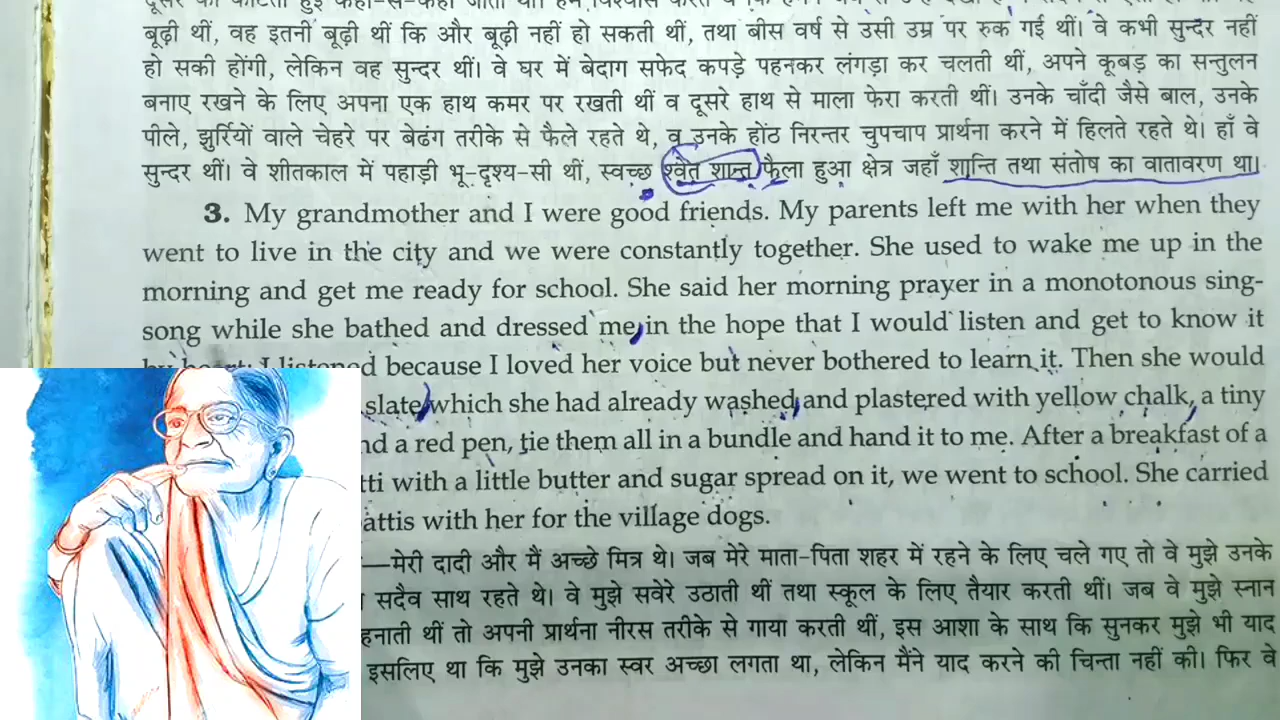 बूढ़ी थीं, वह इतनी बूढ़ी थीं कि और बूढ़ी नहीं हो सकती थीं, तथा बीस वर्ष से उसी उम्र पर रुक गई थीं। वे कभी सुन्दर नहीं
हो सकी होंगी, लेकिन वह सुन्दर थीं। वे घर में बेदाग सफेद कपड़े पहनकर लंगड़ा कर चलती थीं, अपने कूबड़ का सन्तुलन
बनाए रखने के लिए अपना एक हाथ कमर पर रखती थीं व दूसरे हाथ से माला फेरा करती थीं। उनके चाँदी जैसे बाल, उनके
पीले, झुर्रियों वाले चेहरे पर बेढंग तरीके से फैले रहते थे, व उनके होंठ निरन्तर चुपचाप प्रार्थना करने में हिलते रहते थे। हाँ वे
सुन्दर थीं। वे शीतकाल में पहाड़ी भू-दृश्य-सी थीं, स्वच्छ श्वेत शान्त फैला हुआ क्षेत्र जहाँ शान्ति तथा संतोष का वातावरण था।
3. My grandmother and I were good friends. My parents left me with her when they
went to live in the city and we were constantly together. She used to wake me up in the
morning and get me ready for school. She said her morning prayer in a monotonous sing-
song while she bathed and dressed me in the hope that I would listen and get to know it
by heart; I listened because I loved her voice but never bothered to learn it. Then she would
slate, which she had already washed, and plastered with yellow chalk, a tiny
nd a red pen, tie them all in a bundle and hand it to me. After a breakfast of a
tti with a little butter and sugar spread on it, we went to school. She carried
attis with her for the village dogs.
—मेरी दादी और मैं अच्छे मित्र थे। जब मेरे माता-पिता शहर में रहने के लिए चले गए तो वे मुझे उनके
सदैव साथ रहते थे। वे मुझे सवेरे उठाती थीं तथा स्कूल के लिए तैयार करती थीं। जब वे मुझे स्नान
हनाती थीं तो अपनी प्रार्थना नीरस तरीके से गाया करती थीं, इस आशा के साथ कि सुनकर मुझे भी याद
इसलिए था कि मुझे उनका स्वर अच्छा लगता था, लेकिन मैंने याद करने की चिन्ता नहीं की। फिर वे